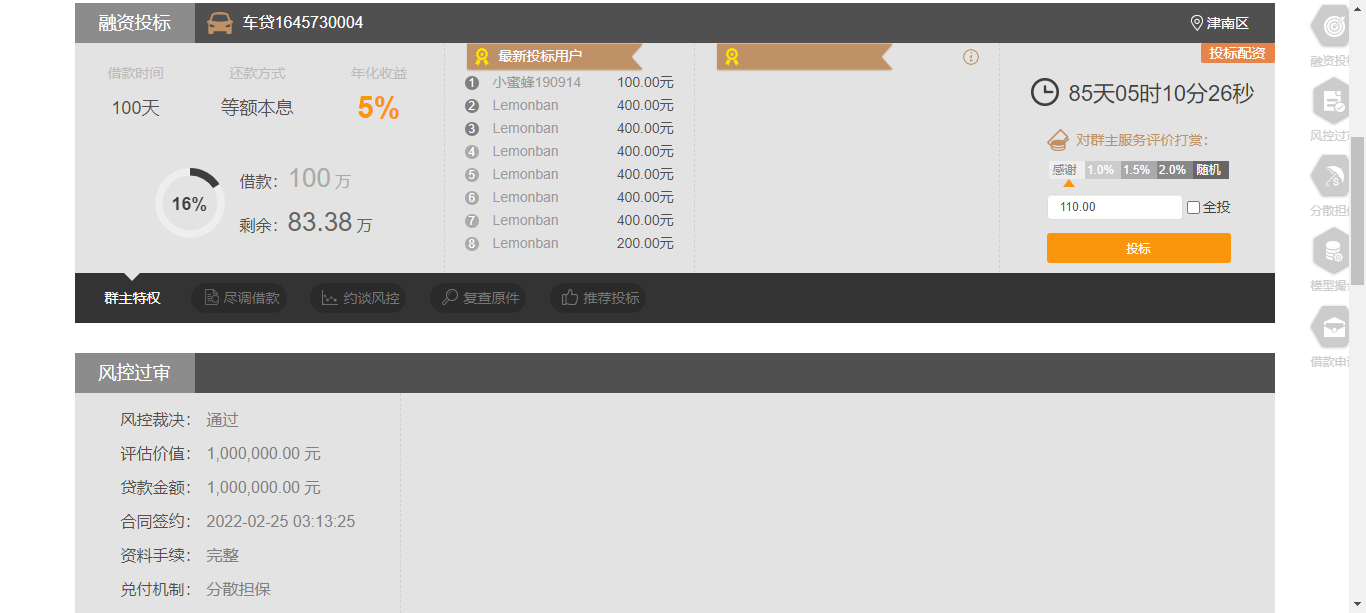 融资投标 车贷1645730004 津南区
投标配资
借款时间 还款方式 年化收益
100天 等额本息 5%
16%
借款: 100 万
剩余: 83.38 万
最新投标用户
1 小蜜蜂190914 100.00元
2 Lemonban 400.00元
3 Lemonban 400.00元
4 Lemonban 400.00元
5 Lemonban 400.00元
6 Lemonban 400.00元
7 Lemonban 400.00元
8 Lemonban 200.00元
85天05时10分26秒
对群主服务评价打赏:
感谢 1.0% 1.5% 2.0% 随机
110.00 全投
投标
群主特权 尽调借款 约谈风控 复查原件 推荐投标
风控过审
风控裁决: 通过
评估价值: 1,000,000.00 元
贷款金额: 1,000,000.00 元
合同签约: 2022-02-25 03:13:25
资料手续: 完整
兑付机制: 分散担保
融资投
风控过
分散担
模型撮
借款申